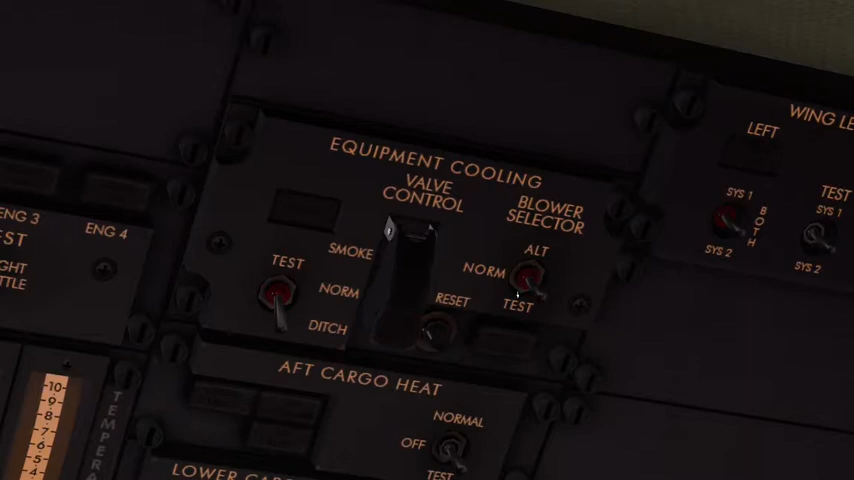 EQUIPMENT COOLING
VALVE
CONTROL
BLOWER
SELECTOR
SMOKE
NORM
DITCH
TEST
RESET
ALT
NORM
TEST
WING LE
LEFT
SYS 1
BOTH
SYS 2
TEST
SYS 1
SYS 2
ENG 3
ENG 4
EST
GHT
TTLE
AFT CARGO HEAT
NORMAL
OFF
TEST
LOWER CARG
10
9
8
7
6
5
4
TEMPERA